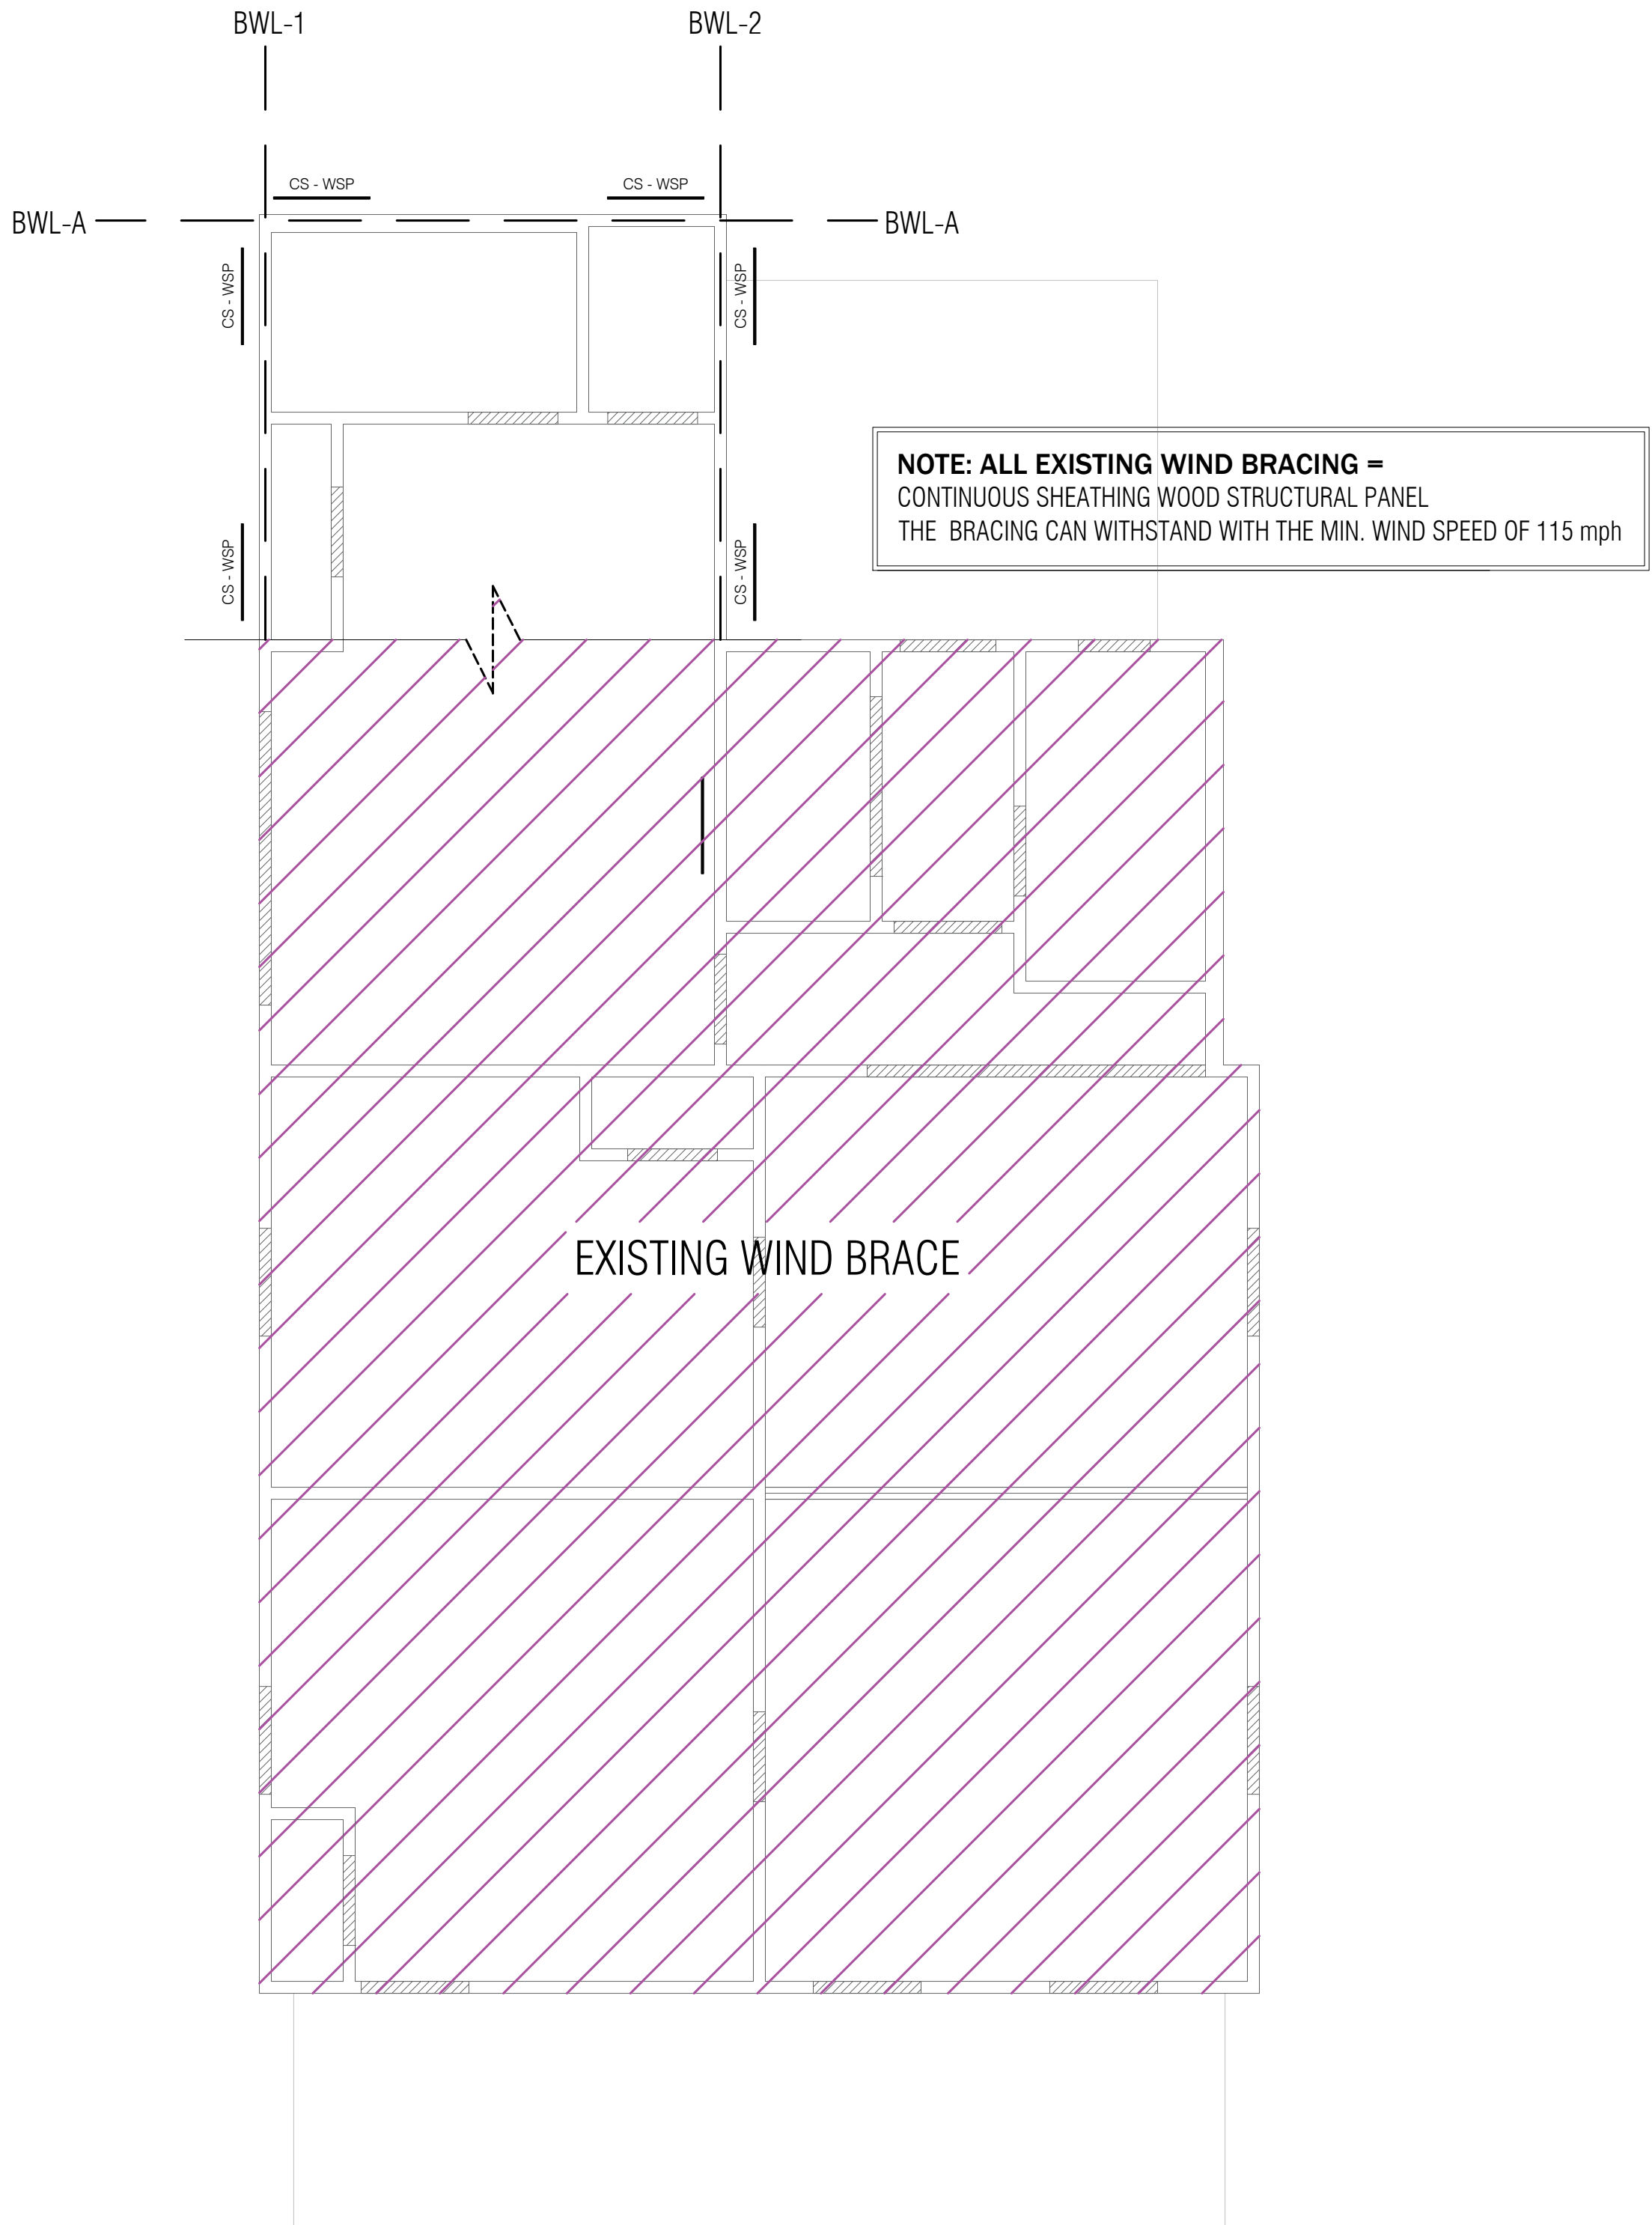 BWL-1
BWL-2
CS - WSP
CS - WSP
BWL-A
BWL-A
CS - WSP
CS - WSP
NOTE: ALL EXISTING WIND BRACING =
CONTINUOUS SHEATHING WOOD STRUCTURAL PANEL
THE BRACING CAN WITHSTAND WITH THE MIN. WIND SPEED OF 115 mph
CS - WSP
CS - WSP
EXISTING WIND BRACE